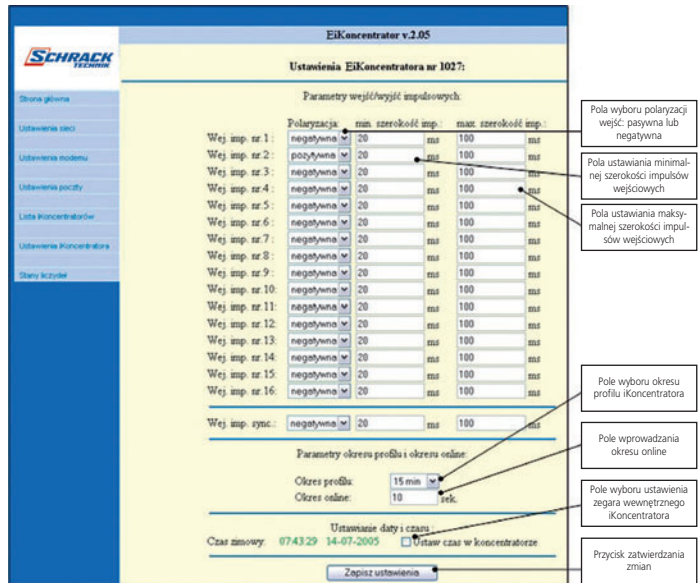 EiKoncentrator v.2.05
SCHRACK
TECHNIK
Ustawienia EiKoncentratora nr 1027:
Strona główna
Ustawienia sieci
Ustawienia modemu
Ustawienia poczty
Lista iKoncentratorów
Ustawienia iKoncentratora
Stany liczydeł
Parametry wejść/wyjść impulsowych:
Polaryzacja: min. szerokość imp.: max. szerokość imp.:
Wej. imp. nr.1 : negatywna 20 ms 100 ms
Wej. imp. nr.2 : pozytywna 20 ms 100 ms
Wej. imp. nr.3 : negatywna 20 ms 100 ms
Wej. imp. nr.4 : negatywna 20 ms 100 ms
Wej. imp. nr.5 : negatywna 20 ms 100 ms
Wej. imp. nr.6 : negatywna 20 ms 100 ms
Wej. imp. nr.7 : negatywna 20 ms 100 ms
Wej. imp. nr.8 : negatywna 20 ms 100 ms
Wej. imp. nr.9 : negatywna 20 ms 100 ms
Wej. imp. nr.10: negatywna 20 ms 100 ms
Wej. imp. nr.11: negatywna 20 ms 100 ms
Wej. imp. nr.12: negatywna 20 ms 100 ms
Wej. imp. nr.13: negatywna 20 ms 100 ms
Wej. imp. nr.14: negatywna 20 ms 100 ms
Wej. imp. nr.15: negatywna 20 ms 100 ms
Wej. imp. nr.16: negatywna 20 ms 100 ms
Wej. imp. sync.: negatywna 20 ms 100 ms
Parametry okresu profilu i okresu online:
Okres profilu: 15 min
Okres online: 10 sek.
Ustawianie daty i czasu :
Czas zimowy: 07:43:29 14-07-2005 Ustaw czas w koncentratorze
Zapisz ustawienia
Pola wyboru polaryzacji
wejść: pasywna lub
negatywna
Pola ustawiania minimal-
nej szerokości impulsów
wejściowych
Pola ustawiania maksy-
malnej szerokości impul-
sów wejściowych
Pole wyboru okresu
profilu iKoncentratora
Pole wprowadzania
okresu online
Pole wyboru ustawienia
zegara wewnętrznego
iKoncentratora
Przycisk zatwierdzania
zmian